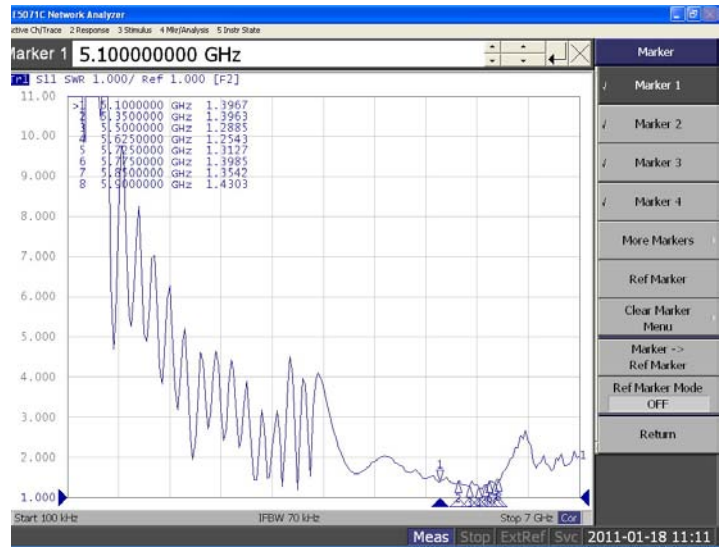 E5071C Network Analyzer
ctive Ch/Trace 2 Response 3 Stimulus 4 Mkr/Analysis 5 Instr State
Marker 1 5.100000000 GHz
Marker
Tr1 S11 SWR 1.000/ Ref 1.000 [F2]
11.00
10.00
9.000
8.000
7.000
6.000
5.000
4.000
3.000
2.000
1.000
>1 5.1000000 GHz 1.3967
2 5.3500000 GHz 1.3963
3 5.5000000 GHz 1.2885
4 5.6250000 GHz 1.2543
5 5.7250000 GHz 1.3127
6 5.7750000 GHz 1.3985
7 5.8500000 GHz 1.3542
8 5.9000000 GHz 1.4303
1
1
Marker 1
Marker 2
Marker 3
Marker 4
More Markers
Ref Marker
Clear Marker
Menu
Marker ->
Ref Marker
Ref Marker Mode
OFF
Return
Start 100 kHz IFBW 70 kHz Stop 7 GHz Cor
Meas Stop ExtRef Svc 2011-01-18 11:11